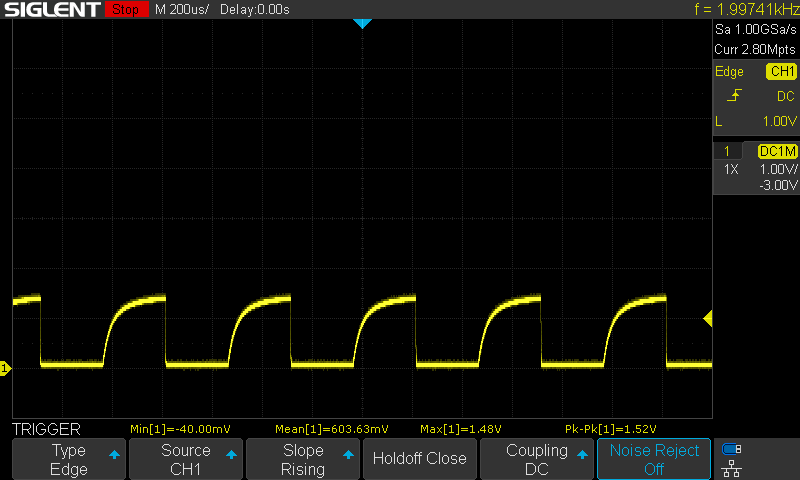 SIGLENT Stop M 200us/ Delay:0.00s f = 1.99741kHz
Sa 1.00GSa/s
Curr 2.80Mpts
Edge CH1
DC
L 1.00V
1 DC1M
1X 1.00V/
-3.00V
1
TRIGGER Min[1]=-40.00mV Mean[1]=603.63mV Max[1]=1.48V Pk-Pk[1]=1.52V
Type Source Slope Holdoff Close Coupling Noise Reject
Edge CH1 Rising DC Off